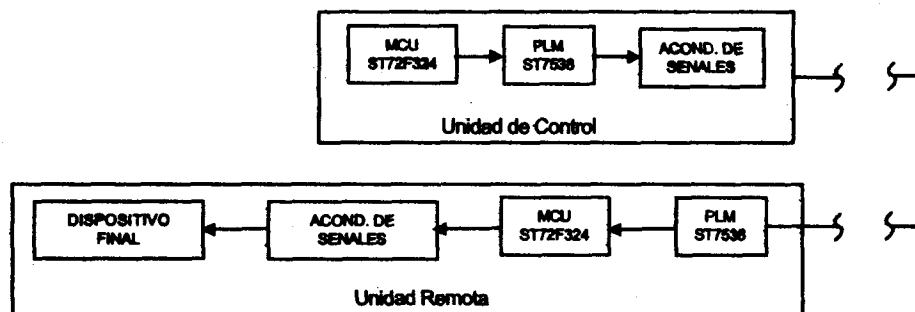 MCU
ST72F324
PLM
ST7536
ACOND. DE
SENALES
Unidad de Control
DISPOSITIVO
FINAL
ACOND. DE
SENALES
MCU
ST72F324
PLM
ST7536
Unidad Remota